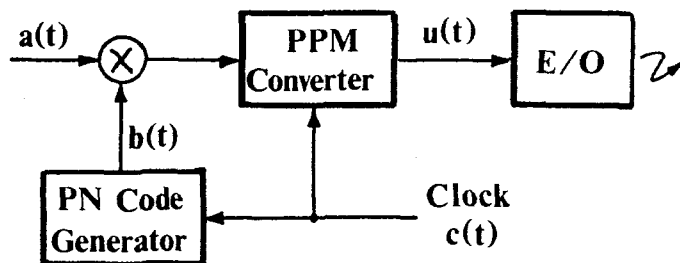 a(t)
PPM
Converter
u(t)
E/O
b(t)
PN Code
Generator
Clock
c(t)